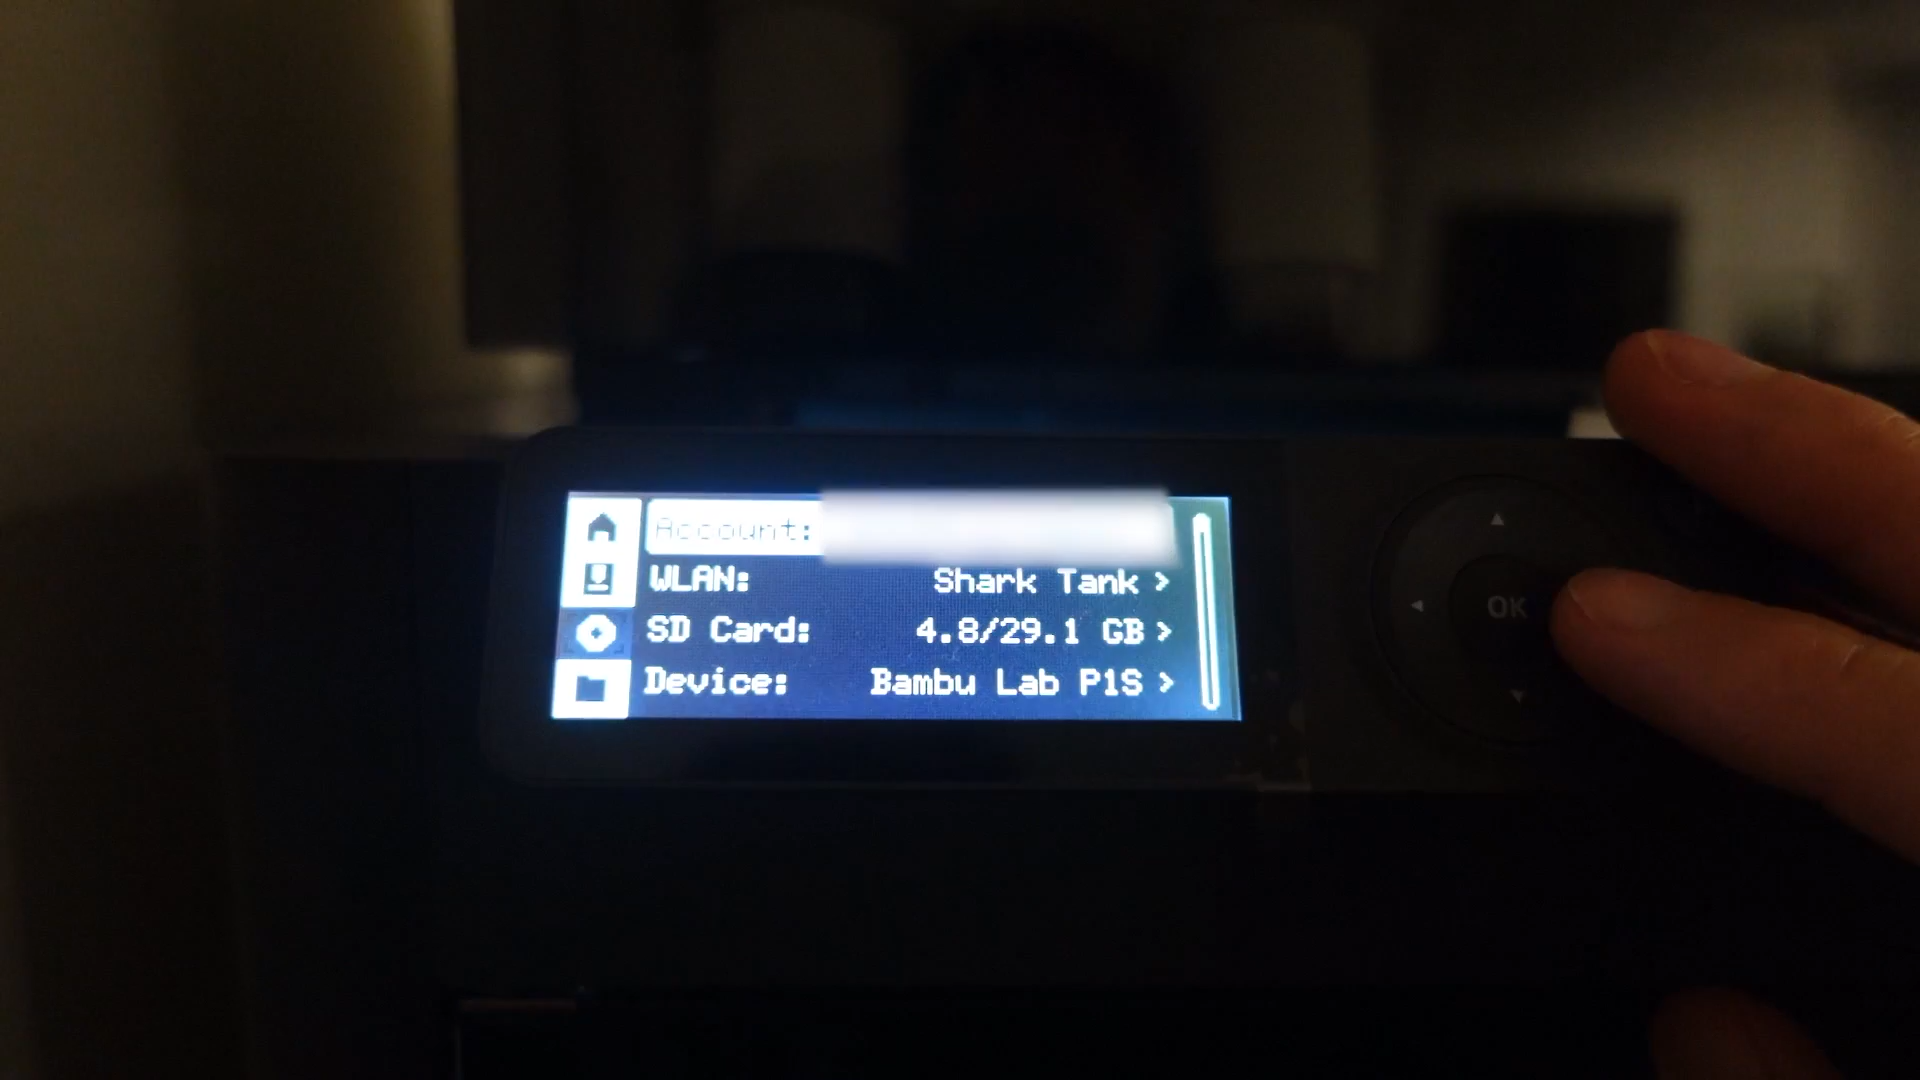 Account:
WLAN: Shark Tank >
SD Card: 4.8/29.1 GB >
Device: Bambu Lab P1S >
OK